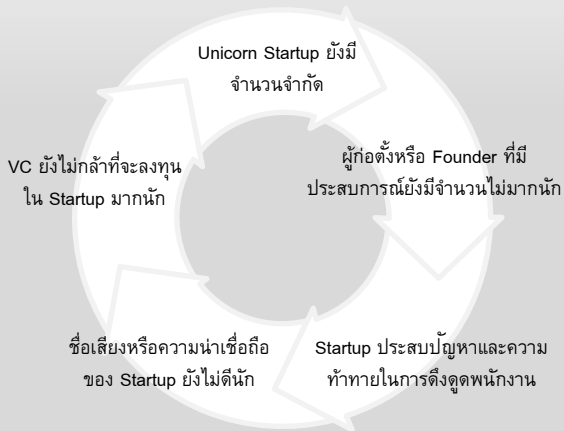 Unicorn Startup ยังมี
จำนวนจำกัด
ผู้ก่อตั้งหรือ Founder ที่มี
ประสบการณ์ยังมีจำนวนไม่มากนัก
Startup ประสบปัญหาและความ
ท้าทายในการดึงดูดพนักงาน
ชื่อเสียงหรือความน่าเชื่อถือ
ของ Startup ยังไม่ดีนัก
VC ยังไม่กล้าที่จะลงทุน
ใน Startup มากนัก